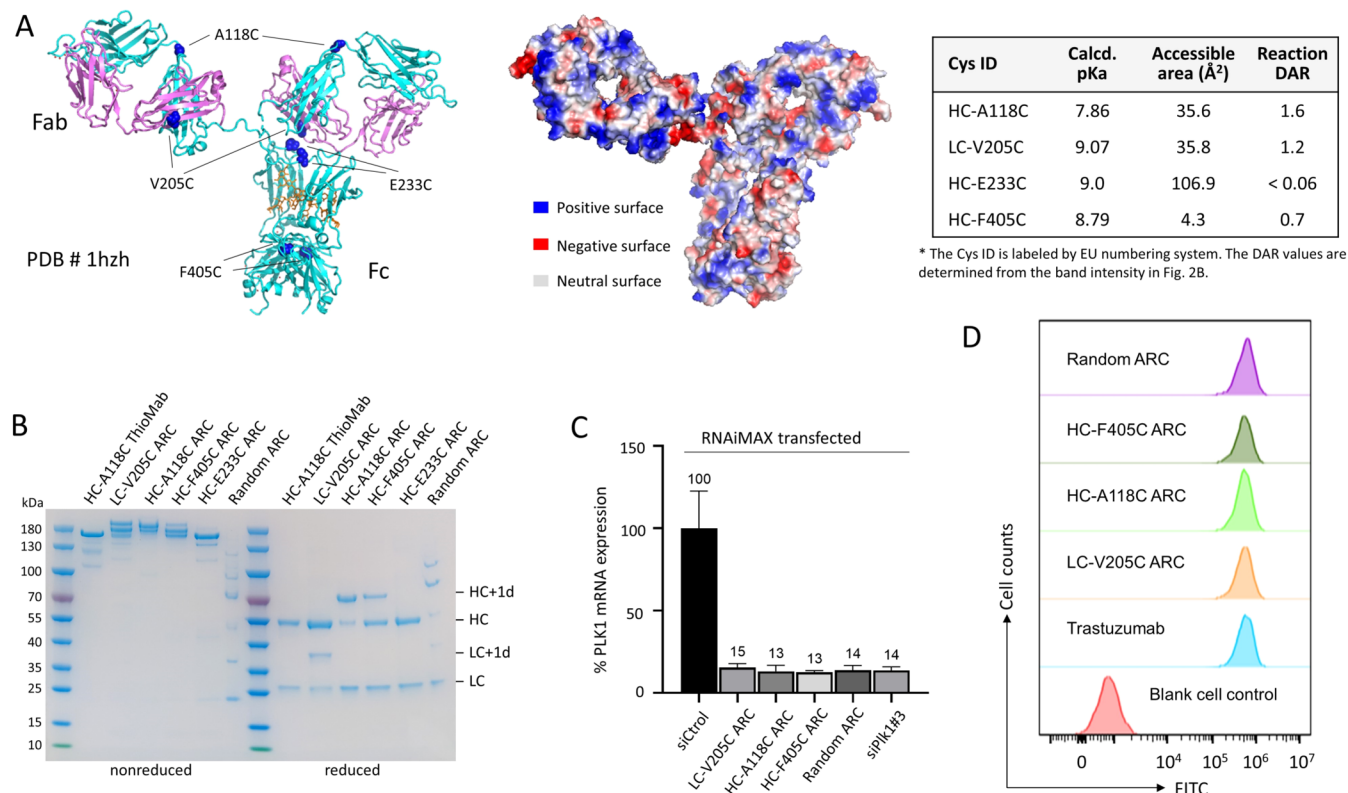 A
A118C
Fab
V205C
E233C
PDB # 1hzh
F405C
Fc
Positive surface
Negative surface
Neutral surface
Cys ID Calcd. pKa Accessible area (Å²) Reaction DAR
HC-A118C 7.86 35.6 1.6
LC-V205C 9.07 35.8 1.2
HC-E233C 9.0 106.9 < 0.06
HC-F405C 8.79 4.3 0.7
* The Cys ID is labeled by EU numbering system. The DAR values are
determined from the band intensity in Fig. 2B.
B
HC-A118C ThioMab
LC-V205C ARC
HC-A118C ARC
HC-F405C ARC
HC-E233C ARC
Random ARC
HC-A118C ThioMab
LC-V205C ARC
HC-A118C ARC
HC-F405C ARC
HC-E233C ARC
Random ARC
kDa
180
130
100
70
55
40
35
25
15
10
HC+1d
HC
LC+1d
LC
nonreduced
reduced
C
RNAiMAX transfected
% PLK1 mRNA expression
150
100
50
0
100
15
13
13
14
14
siCtrol
LC-V205C ARC
HC-A118C ARC
HC-F405C ARC
Random ARC
siPlk1#3
D
Cell counts
Random ARC
HC-F405C ARC
HC-A118C ARC
LC-V205C ARC
Trastuzumab
Blank cell control
0 10⁴ 10⁵ 10⁶ 10⁷
FITC